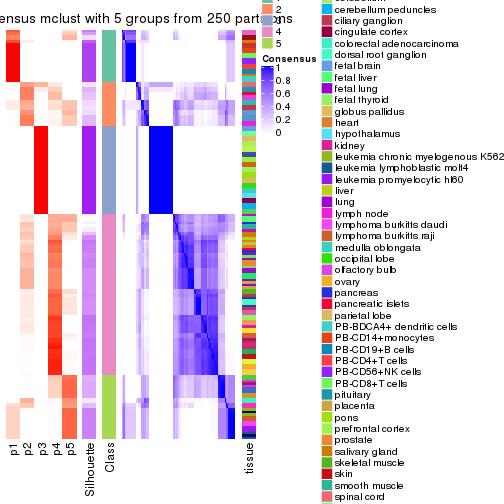 ensus mclust with 5 groups from 250 partitions
1
2
4
5
Consensus
1
0.8
0.6
0.4
0.2
0
cerebellum peduncles
ciliary ganglion
cingulate cortex
colorectal adenocarcinoma
dorsal root ganglion
fetal brain
fetal liver
fetal lung
fetal thyroid
globus pallidus
heart
hypothalamus
kidney
leukemia chronic myelogenous K562
leukemia lymphoblastic molt4
leukemia promyelocytic hl60
liver
lung
lymph node
lymphoma burkitts daudi
lymphoma burkitts raji
medulla oblongata
occipital lobe
olfactory bulb
ovary
pancreas
pancreatic islets
parietal lobe
PB-BDCA4+ dendritic cells
PB-CD14+monocytes
PB-CD19+B cells
PB-CD4+T cells
PB-CD56+NK cells
PB-CD8+T cells
pituitary
placenta
pons
prefrontal cortex
prostate
salivary gland
skeletal muscle
skin
smooth muscle
spinal cord
p1
p2
p3
p4
p5
Silhouette
Class
tissue